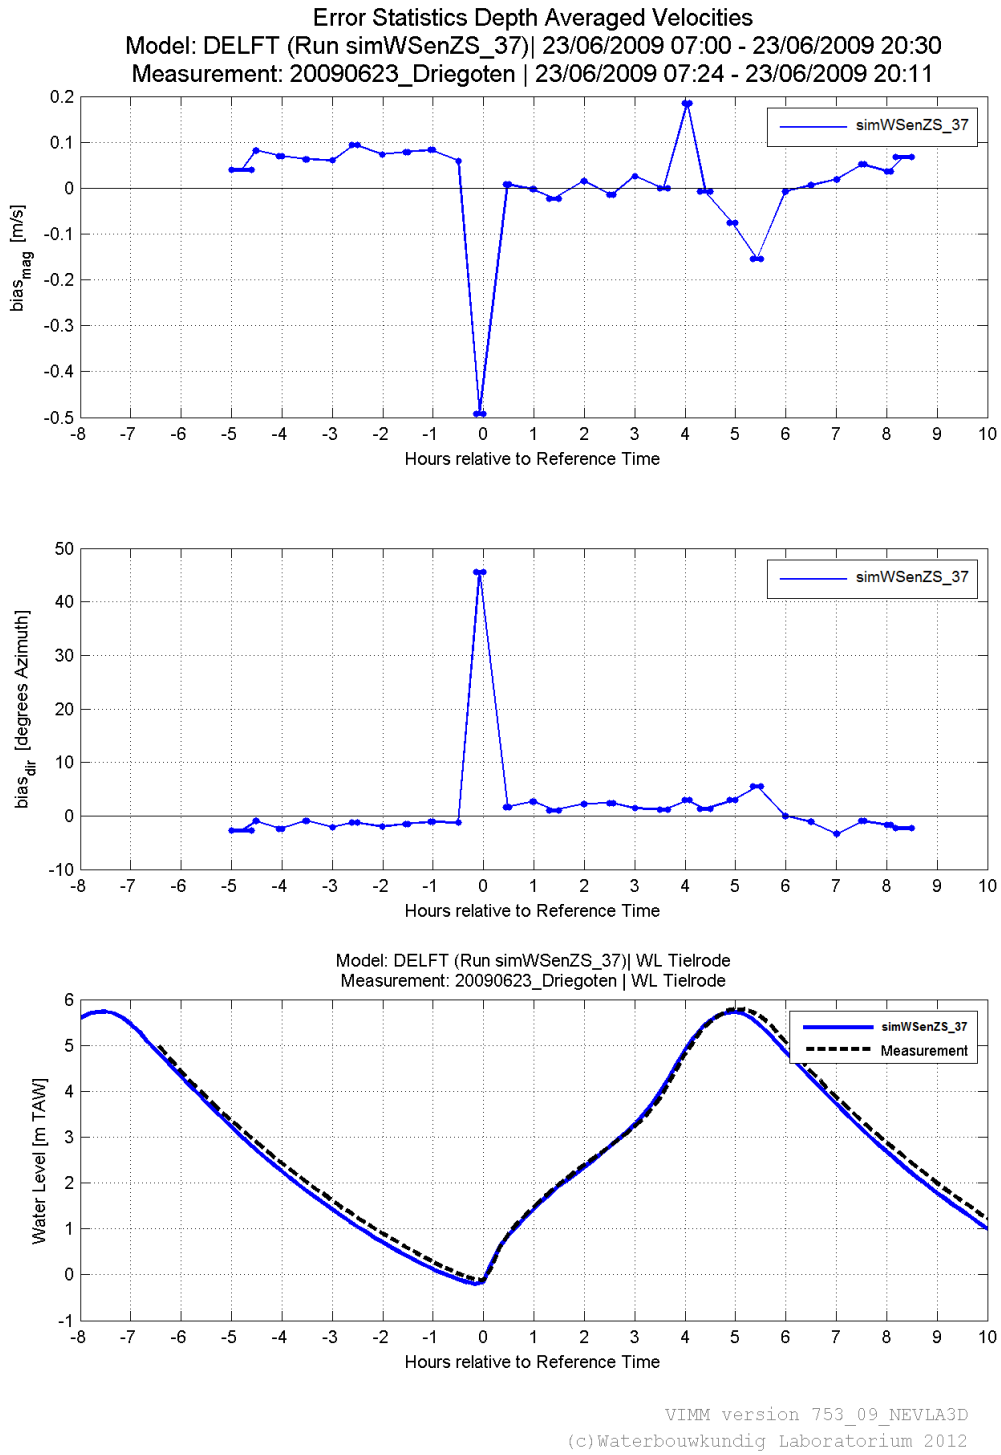 Error Statistics Depth Averaged Velocities
Model: DELFT (Run simWSenZS_37)| 23/06/2009 07:00 - 23/06/2009 20:30
Measurement: 20090623_Driegoten | 23/06/2009 07:24 - 23/06/2009 20:11
bias_mag [m/s]
0.2
0.1
0
-0.1
-0.2
-0.3
-0.4
-0.5
simWSenZS_37
-8 -7 -6 -5 -4 -3 -2 -1 0 1 2 3 4 5 6 7 8 9 10
Hours relative to Reference Time
bias_dir [degrees Azimuth]
50
40
30
20
10
0
-10
simWSenZS_37
-8 -7 -6 -5 -4 -3 -2 -1 0 1 2 3 4 5 6 7 8 9 10
Hours relative to Reference Time
Model: DELFT (Run simWSenZS_37)| WL Tielrode
Measurement: 20090623_Driegoten | WL Tielrode
Water Level [m TAW]
6
5
4
3
2
1
0
-1
simWSenZS_37
Measurement
-8 -7 -6 -5 -4 -3 -2 -1 0 1 2 3 4 5 6 7 8 9 10
Hours relative to Reference Time
VIMM version 753_09_NEVLA3D
(c)Waterbouwkundig Laboratorium 2012